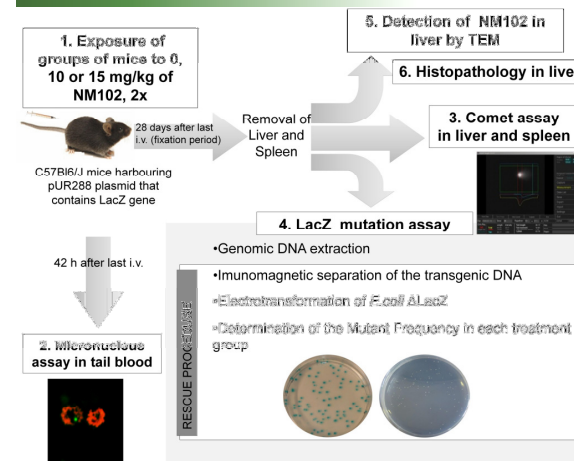 1. Exposure of
groups of mice to 0,
10 or 15 mg/kg of
NM102, 2x
28 days after last
i.v. (fixation period)
C57Bl6/J mice harbouring
pUR288 plasmid that
contains LacZ gene
Removal of
Liver and
Spleen
5. Detection of NM102 in
liver by TEM
6. Histopathology in live
3. Comet assay
in liver and spleen
4. LacZ mutation assay
42 h after last i.v.
2. Micronucleus
assay in tail blood
RESCUE PROCEDURE
•Genomic DNA extraction
•Imunomagnetic separation of the transgenic DNA
•Electrotransformation of E.coli ΔLacZ
•Determination of the Mutant Frequency in each treatment
group